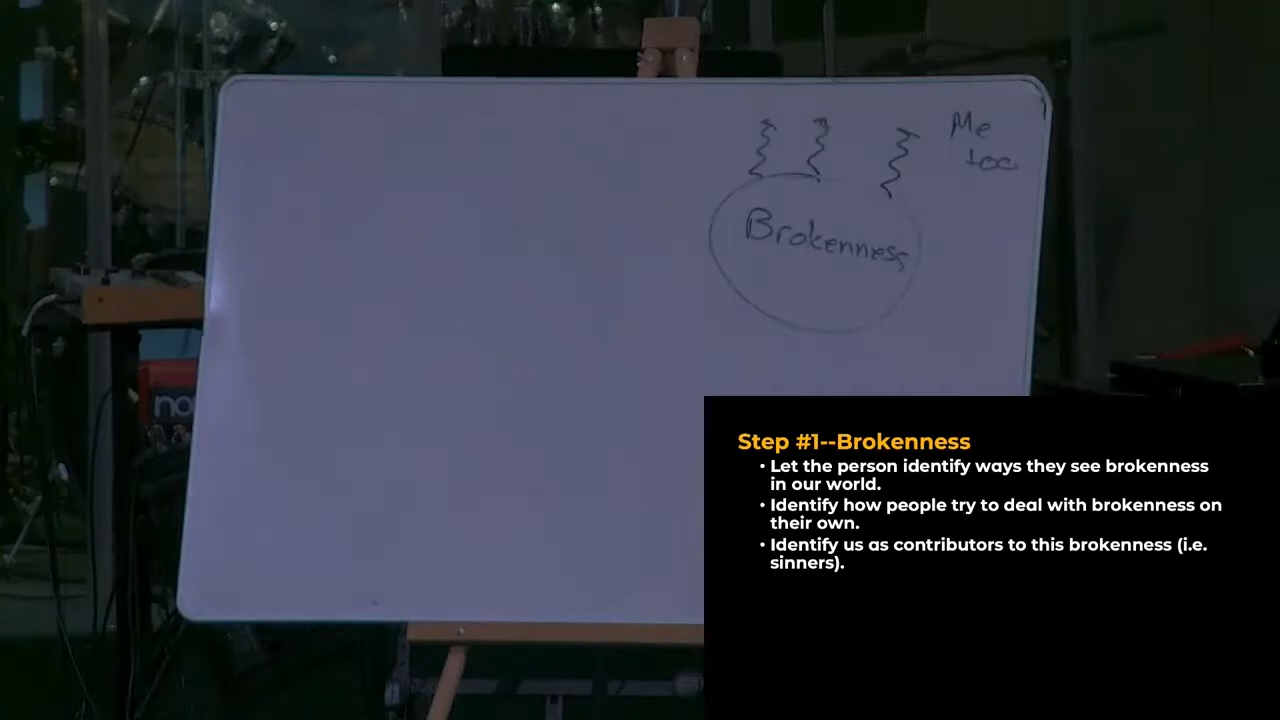 Me
too
Brokenness
Step #1--Brokenness
• Let the person identify ways they see brokenness
in our world.
• Identify how people try to deal with brokenness on
their own.
• Identify us as contributors to this brokenness (i.e.
sinners).